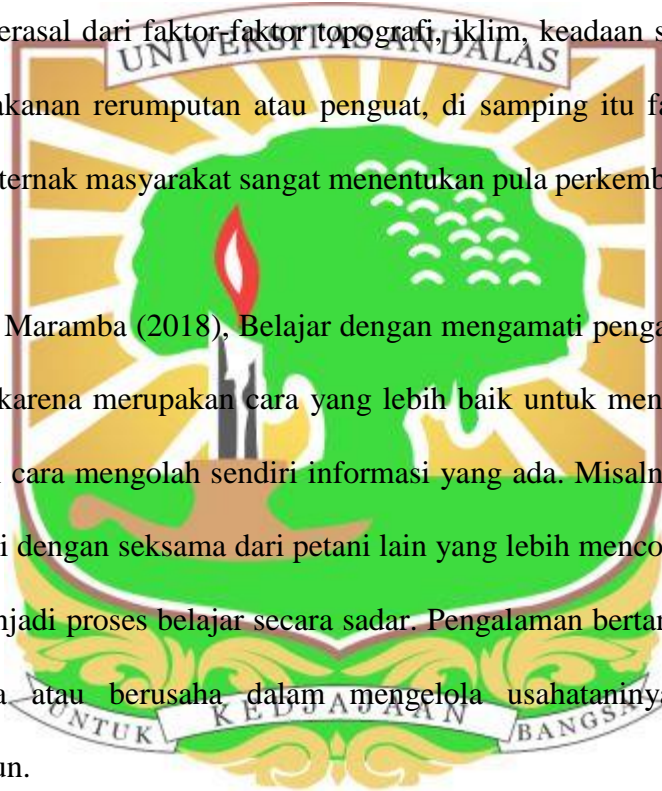 erasal dari faktor-faktor topografi, iklim, keadaan s
UNIVERSITAS ANDALAS
akanan rerumputan atau penguat, di samping itu fa
ternak masyarakat sangat menentukan pula perkemb
Maramba (2018), Belajar dengan mengamati penga
karena merupakan cara yang lebih baik untuk men
cara mengolah sendiri informasi yang ada. Misaln
i dengan seksama dari petani lain yang lebih menco
njadi proses belajar secara sadar. Pengalaman bertan
a atau berusaha dalam mengelola usahataninya
UNTUK KEDJAJAAN BANGSA
un.